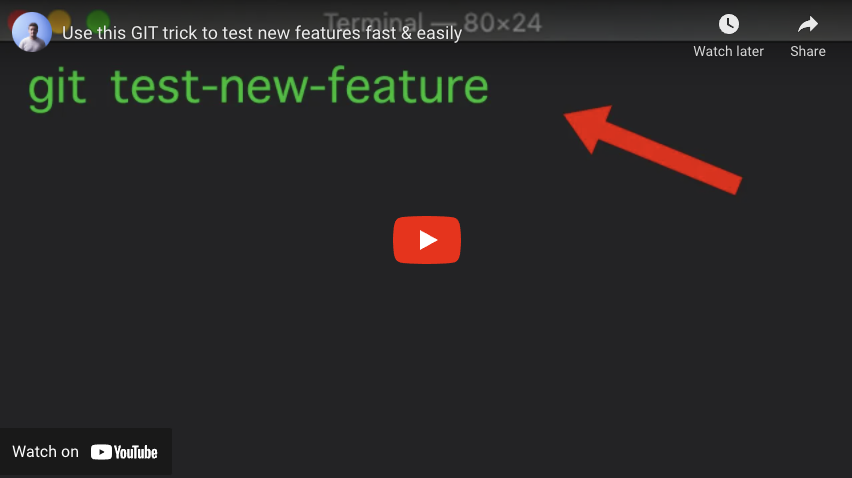 Terminal — 80×24
Use this GIT trick to test new features fast & easily
Watch later
Share
git test-new-feature
Watch on YouTube